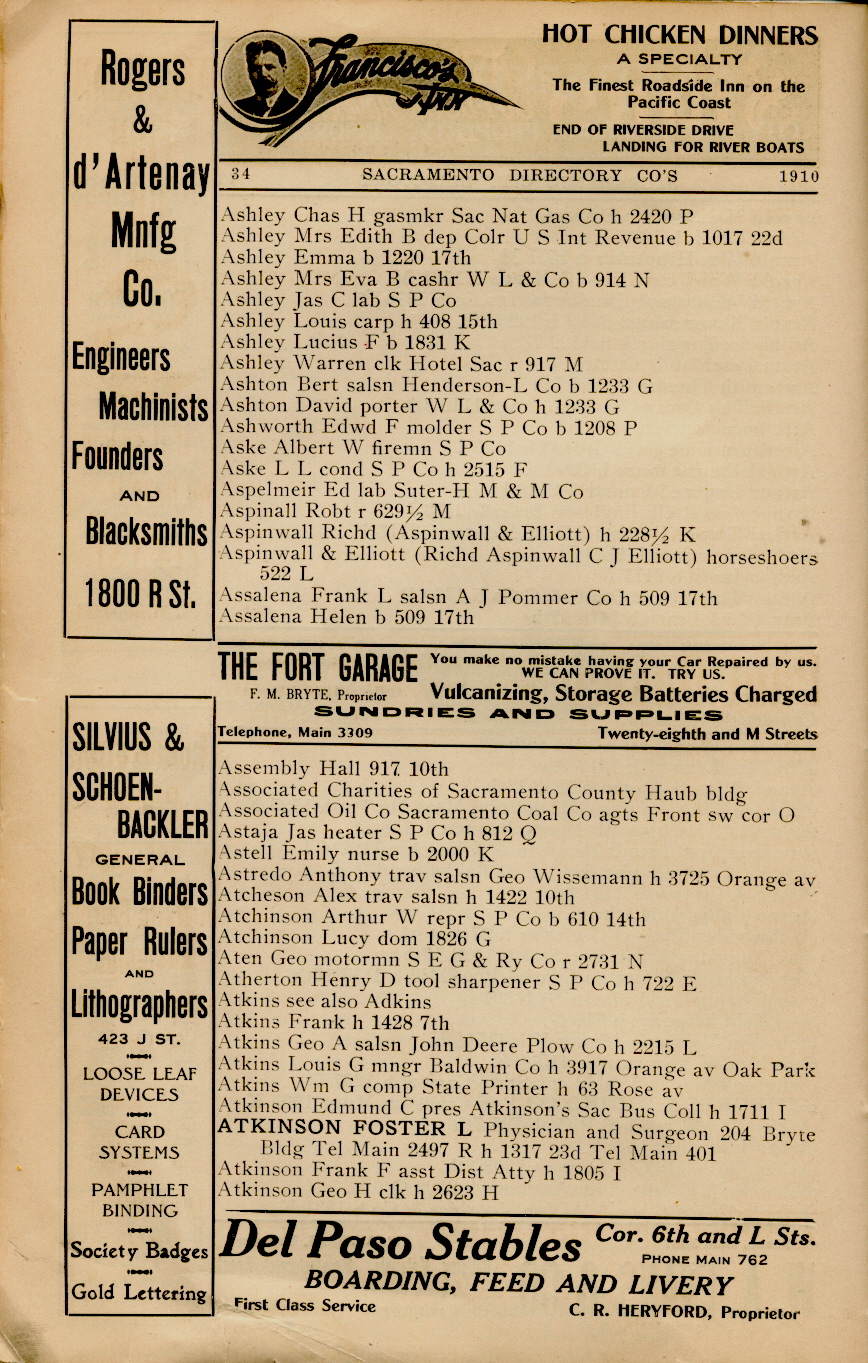 Rogers
&
d'Artenay
Mnfg
Co.
Engineers
Machinists
Founders
AND
Blacksmiths
1800 R St.
Francisco's
Inn
HOT CHICKEN DINNERS
A SPECIALTY
The Finest Roadside Inn on the
Pacific Coast
END OF RIVERSIDE DRIVE
LANDING FOR RIVER BOATS
34 SACRAMENTO DIRECTORY CO'S 1910
Ashley Chas H gasmkr Sac Nat Gas Co h 2420 P
Ashley Mrs Edith B dep Colr U S Int Revenue b 1017 22d
Ashley Emma b 1220 17th
Ashley Mrs Eva B cashr W L & Co b 914 N
Ashley Jas C lab S P Co
Ashley Louis carp h 408 15th
Ashley Lucius F b 1831 K
Ashley Warren clk Hotel Sac r 917 M
Ashton Bert salsn Henderson-L Co b 1233 G
Ashton David porter W L & Co h 1233 G
Ashworth Edwd F molder S P Co b 1208 P
Aske Albert W firemn S P Co
Aske L L cond S P Co h 2515 F
Aspelmeir Ed lab Suter-H M & M Co
Aspinall Robt r 629½ M
Aspinwall Richd (Aspinwall & Elliott) h 228½ K
Aspinwall & Elliott (Richd Aspinwall C J Elliott) horseshoers
522 L
Assalena Frank L salsn A J Pommer Co h 509 17th
Assalena Helen b 509 17th
THE FORT GARAGE
F. M. BRYTE, Proprietor
You make no mistake having your Car Repaired by us.
WE CAN PROVE IT. TRY US.
Vulcanizing, Storage Batteries Charged
SUNDRIES AND SUPPLIES
Telephone, Main 3309 Twenty-eighth and M Streets
SILVIUS &
SCHOEN-
BACKLER
GENERAL
Book Binders
Paper Rulers
AND
Lithographers
423 J ST.
LOOSE LEAF
DEVICES
CARD
SYSTEMS
PAMPHLET
BINDING
Society Badges
Gold Lettering
Assembly Hall 917 10th
Associated Charities of Sacramento County Haub bldg
Associated Oil Co Sacramento Coal Co agts Front sw cor O
Astaja Jas heater S P Co h 812 Q
Astell Emily nurse b 2000 K
Astredo Anthony trav salsn Geo Wissemann h 3725 Orange av
Atcheson Alex trav salsn h 1422 10th
Atchinson Arthur W repr S P Co b 610 14th
Atchinson Lucy dom 1826 G
Aten Geo motormn S E G & Ry Co r 2731 N
Atherton Henry D tool sharpener S P Co h 722 E
Atkins see also Adkins
Atkins Frank h 1428 7th
Atkins Geo A salsn John Deere Plow Co h 2215 L
Atkins Louis G mngr Baldwin Co h 3917 Orange av Oak Park
Atkins Wm G comp State Printer h 63 Rose av
Atkinson Edmund C pres Atkinson's Sac Bus Coll h 1711 I
ATKINSON FOSTER L Physician and Surgeon 204 Bryte
Bldg Tel Main 2497 R h 1317 23d Tel Main 401
Atkinson Frank F asst Dist Atty h 1805 I
Atkinson Geo H clk h 2623 H
Del Paso Stables
Cor. 6th and L Sts.
PHONE MAIN 762
BOARDING, FEED AND LIVERY
First Class Service C. R. HERYFORD, Proprietor